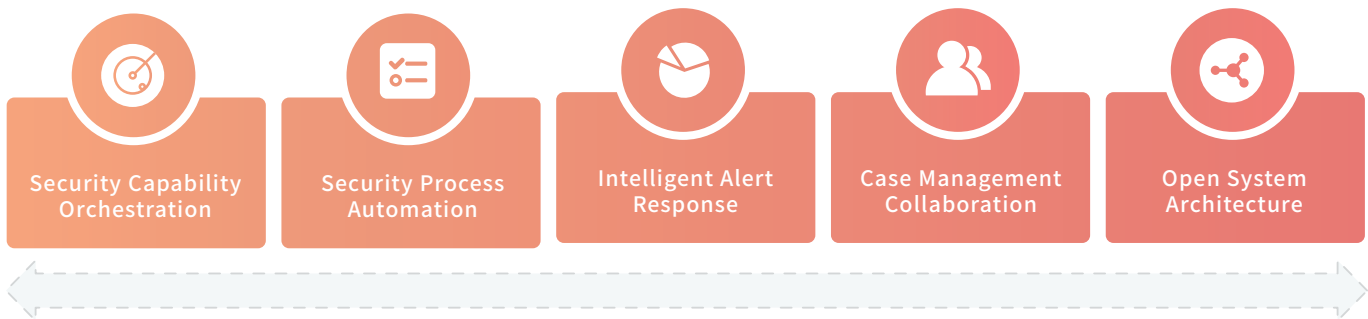 Security Capability
Orchestration
Security Process
Automation
Intelligent Alert
Response
Case Management
Collaboration
Open System
Architecture